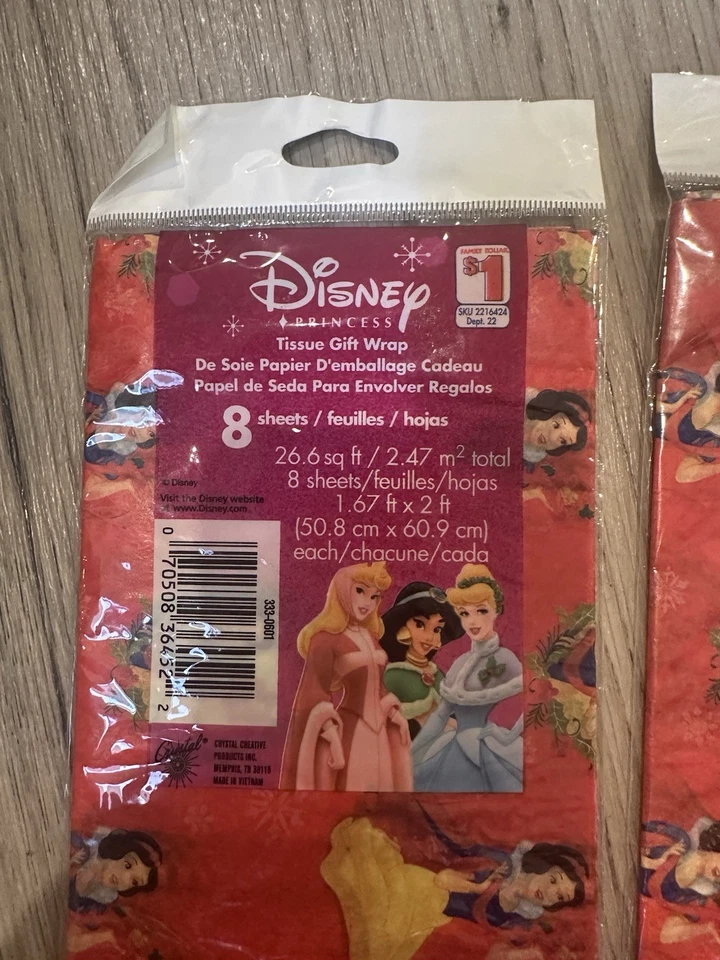 Disney
PRINCESS
FAMILY DOLLAR
$1
SKU 2216424
Dept. 22
Tissue Gift Wrap
De Soie Papier D'emballage Cadeau
Papel de Seda Para Envolver Regalos
8 sheets / feuilles / hojas
26.6 sq ft / 2.47 m² total
8 sheets/feuilles/hojas
1.67 ft x 2 ft
(50.8 cm x 60.9 cm)
each/chacune/cada
© Disney
Visit the Disney website
at www.Disney.com
0 70508 36452 2
333-0601
Crystal
CRYSTAL CREATIVE
PRODUCTS INC.
MEMPHIS, TN 38118
MADE IN VIETNAM